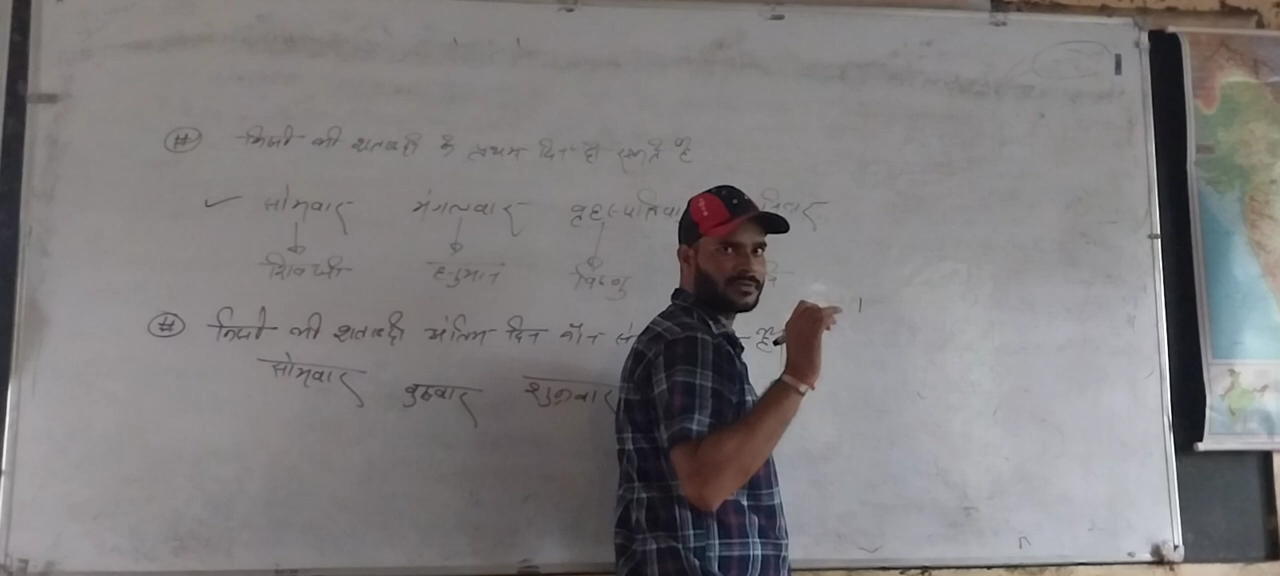 # किसी भी शताब्दी के प्रथम दिन हो सकते है
सोमवार मंगलवार वृहस्पतिवा
शिवजी हनुमान विष्णु
# किसी भी शताब्दी अंतिम दिन कौन
सोमवार बुधवार शुक्रवार